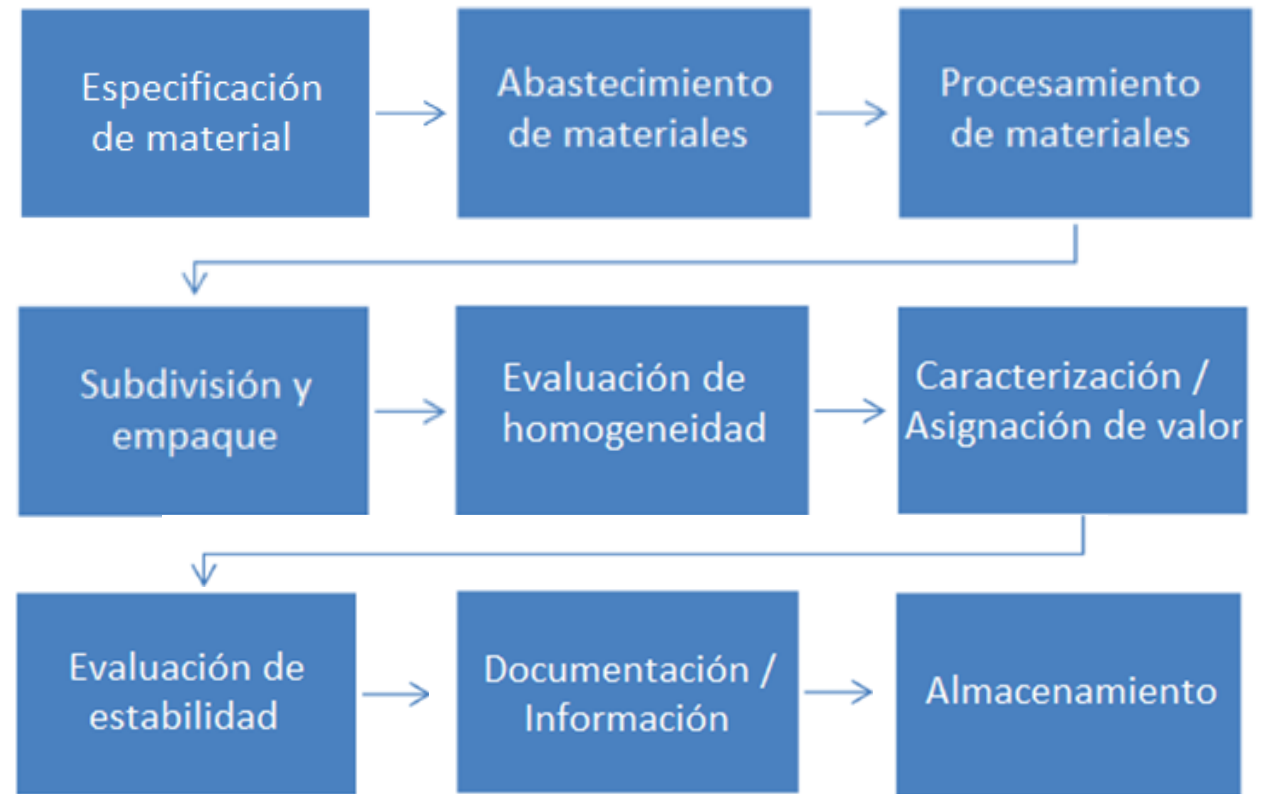 Especificación
de material
Abastecimiento
de materiales
Procesamiento
de materiales
Subdivisión y
empaque
Evaluación de
homogeneidad
Caracterización /
Asignación de valor
Evaluación de
estabilidad
Documentación /
Información
Almacenamiento